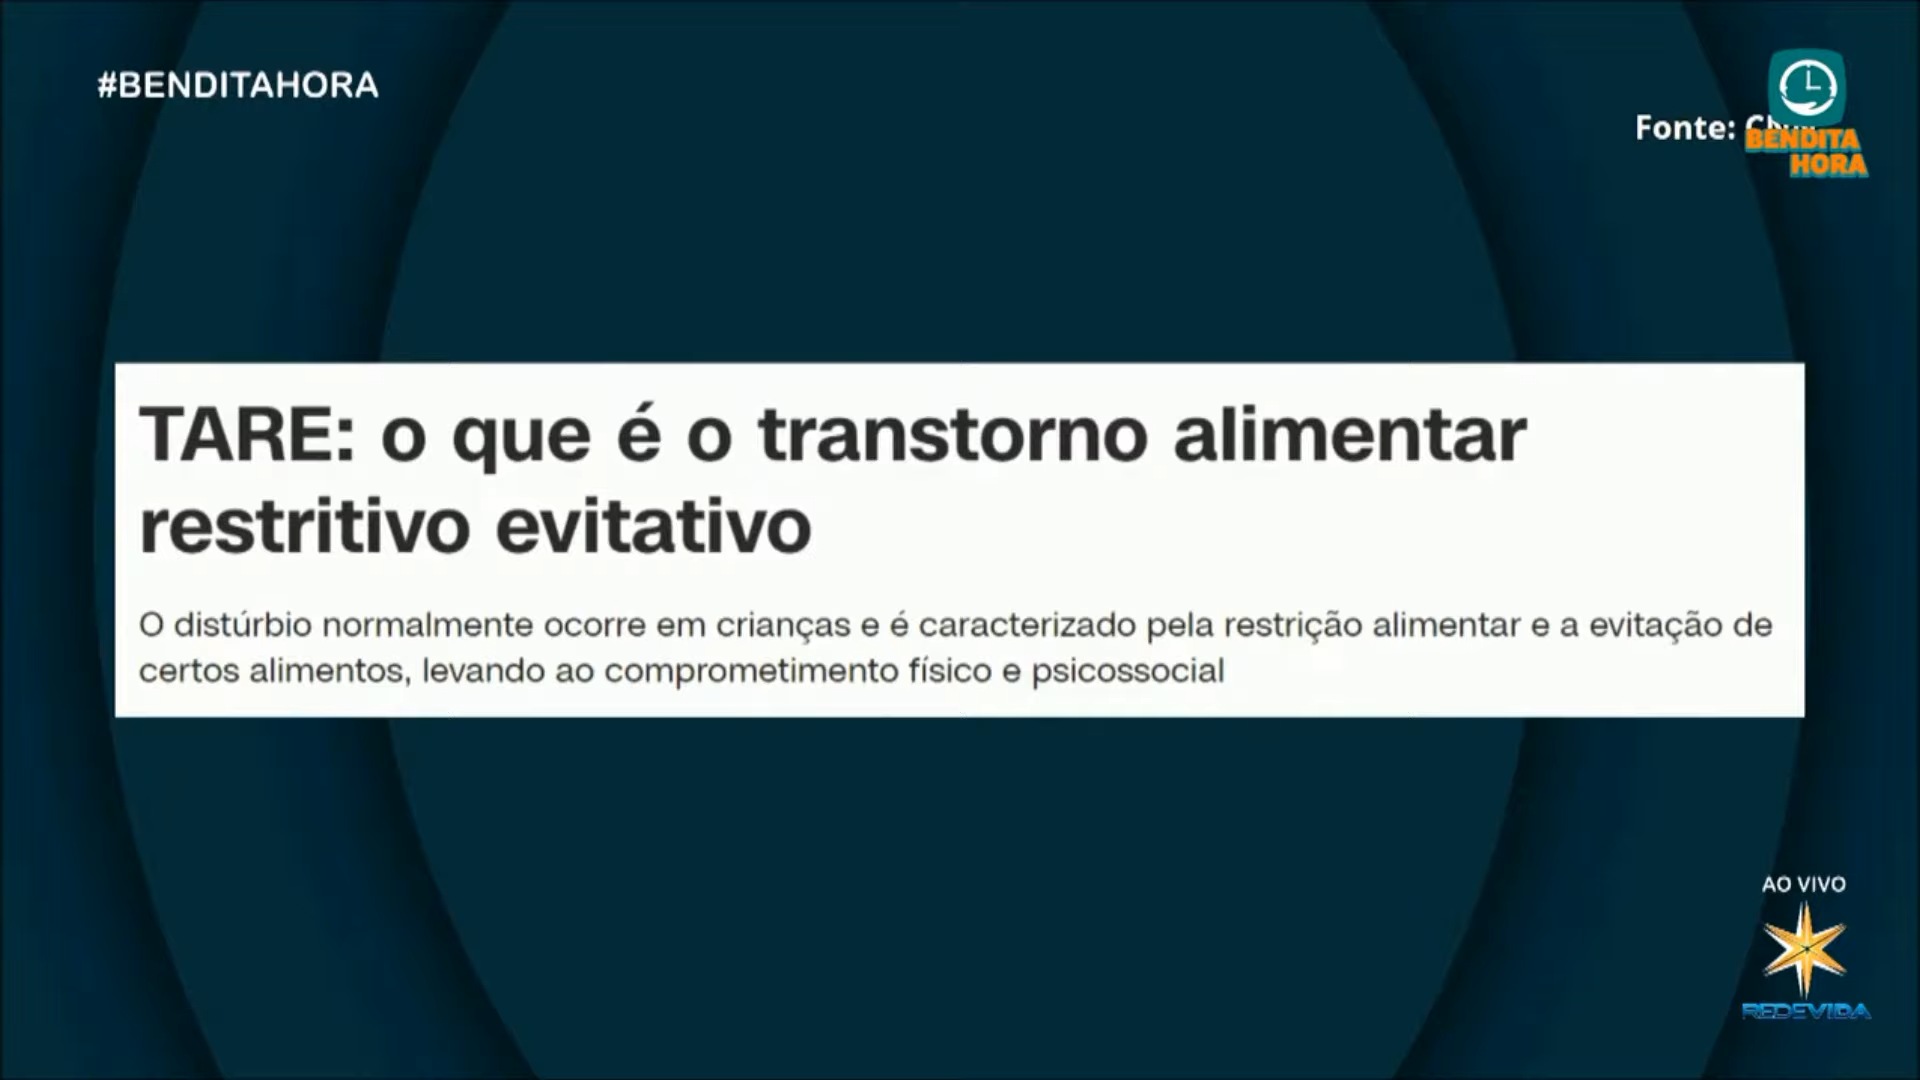 #BENDITAHORA
Fonte:
BENDITA
HORA
TARE: o que é o transtorno alimentar
restritivo evitativo
O distúrbio normalmente ocorre em crianças e é caracterizado pela restrição alimentar e a evitação de
certos alimentos, levando ao comprometimento físico e psicossocial
AO VIVO
REDEVIDA